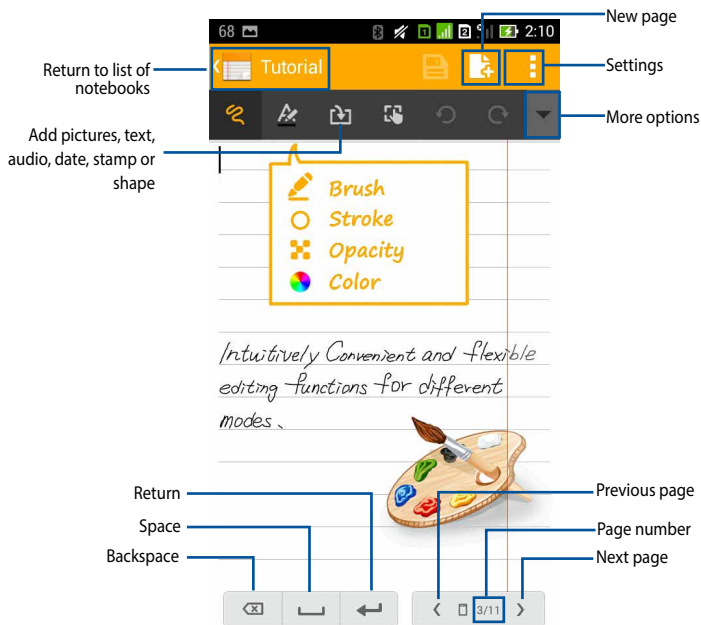 New page
68 2:10
1 2
Tutorial
Settings
Return to list of
notebooks
More options
Add pictures, text,
audio, date, stamp or
shape
Brush
Stroke
Opacity
Color
Intuitively Convenient and flexible
editing functions for different
modes、
Return
Space
Backspace
Previous page
Page number
Next page
3/11